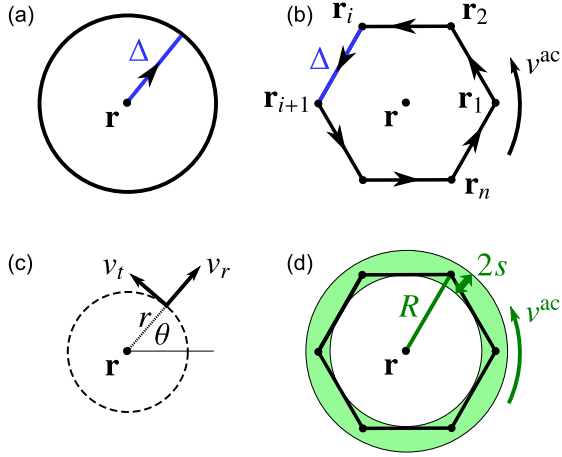 (a)
Δ
r
(b)
r_i
r_2
Δ
r_{i+1}
r
r_1
v^{ac}
r_n
(c)
v_t
v_r
r
θ
r
(d)
2s
R
v^{ac}
r